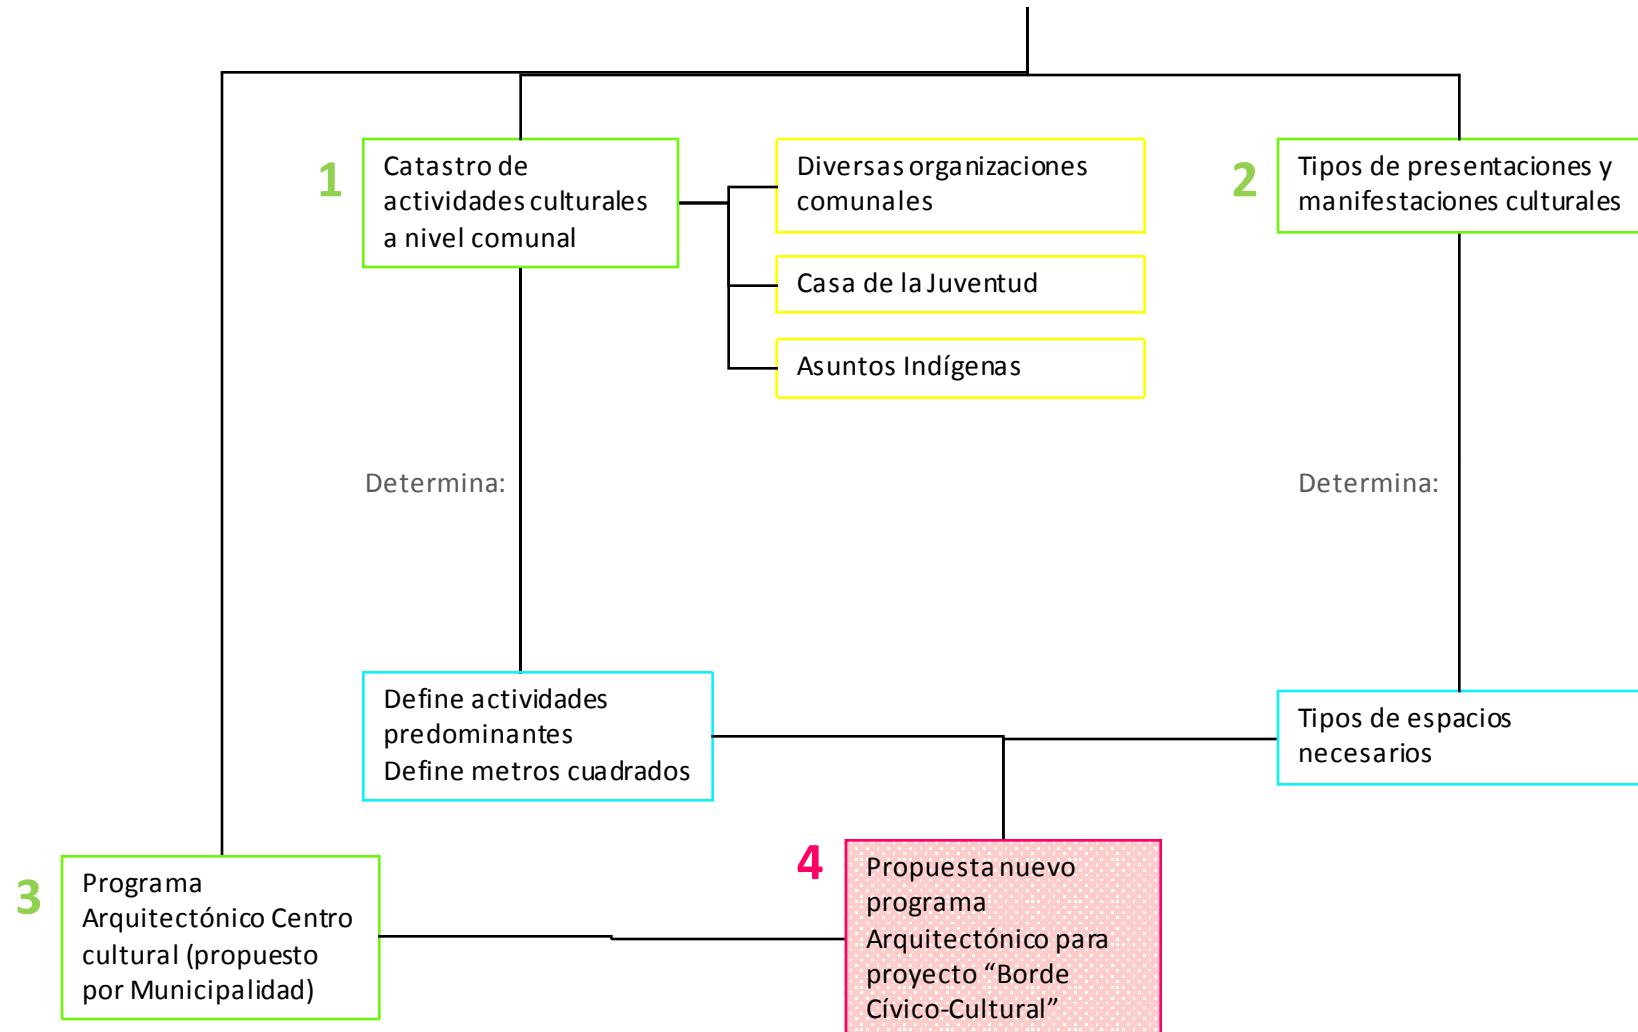 1
Catastro de
actividades culturales
a nivel comunal
Diversas organizaciones
comunales
Casa de la Juventud
Asuntos Indígenas
2
Tipos de presentaciones y
manifestaciones culturales
Determina:
Determina:
Define actividades
predominantes
Define metros cuadrados
Tipos de espacios
necesarios
3
Programa
Arquitectónico Centro
cultural (propuesto
por Municipalidad)
4
Propuesta nuevo
programa
Arquitectónico para
proyecto “Borde
Cívico-Cultural”